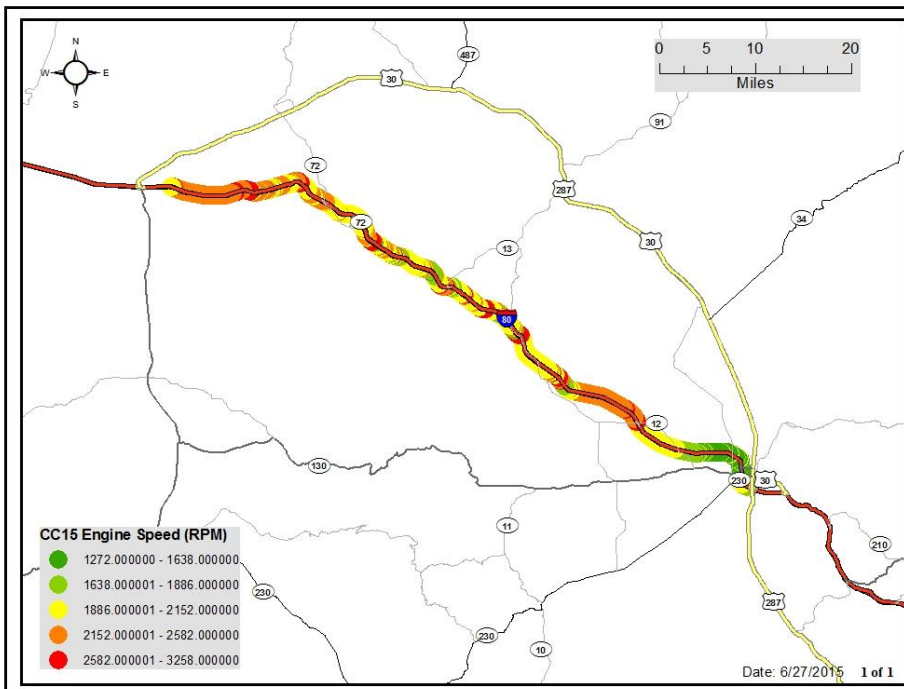 N
W E
S
0 5 10 20
Miles
487
30
91
72
287
34
72
13
30
80
12
130
230
30
11
210
CC15 Engine Speed (RPM)
1272.000000 - 1638.000000
1638.000001 - 1886.000000
1886.000001 - 2152.000000
2152.000001 - 2582.000000
2582.000001 - 3258.000000
230
230
287
10
Date: 6/27/2015 1 of 1